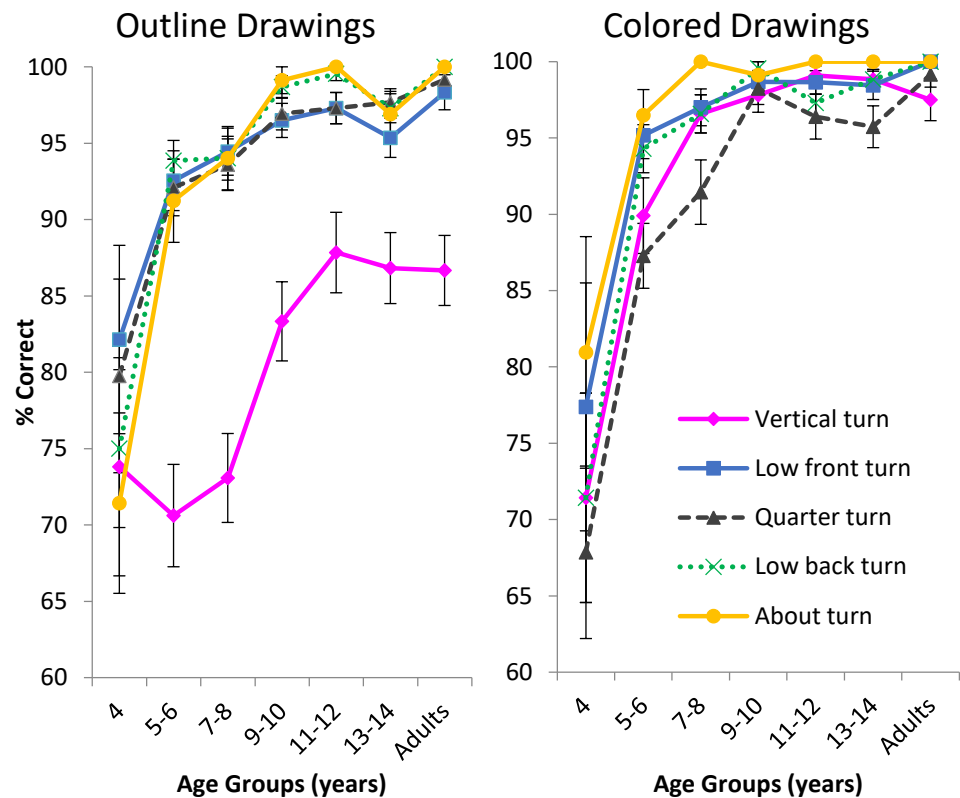 Outline Drawings
Colored Drawings
% Correct
100
95
90
85
80
75
70
65
60
4
5-6
7-8
9-10
11-12
13-14
Adults
Age Groups (years)
100
95
90
85
80
75
70
65
60
Vertical turn
Low front turn
Quarter turn
Low back turn
About turn
4
5-6
7-8
9-10
11-12
13-14
Adults
Age Groups (years)